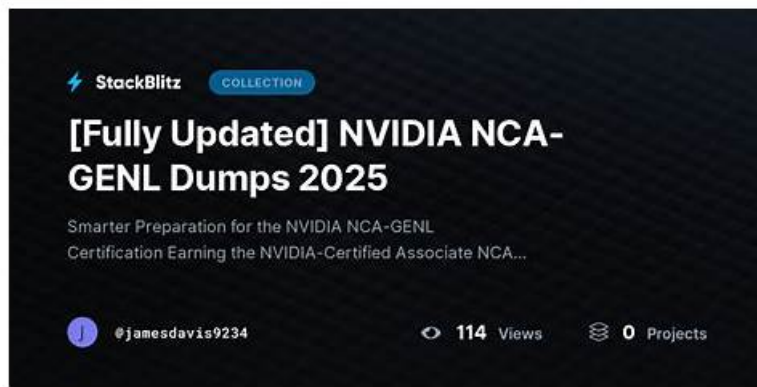 StackBlitz COLLECTION
[Fully Updated] NVIDIA NCA-
GENL Dumps 2025
Smarter Preparation for the NVIDIA NCA-GENL
Certification Earning the NVIDIA-Certified Associate NCA...
J @jamesdavis9234 114 Views 0 Projects